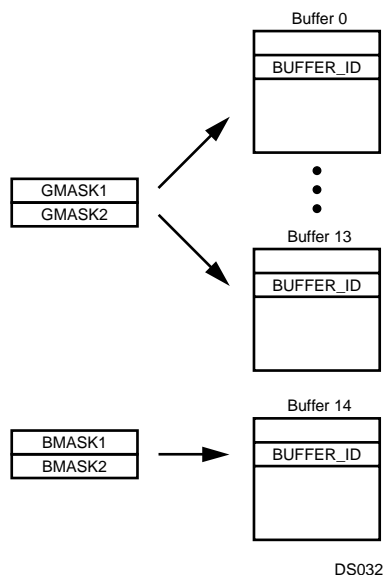 Buffer 0
BUFFER_ID
GMASK1
GMASK2
Buffer 13
BUFFER_ID
Buffer 14
BMASK1
BMASK2
BUFFER_ID
DS032